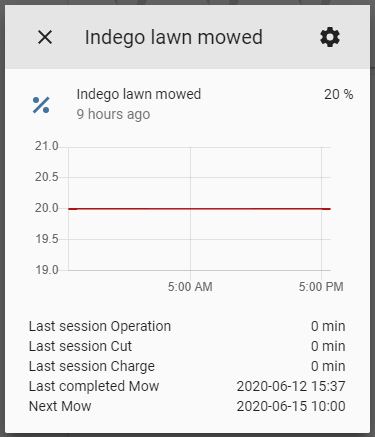 Indego lawn mowed
Indego lawn mowed 20 %
9 hours ago
21.0
20.5
20.0
19.5
19.0
5:00 AM 5:00 PM
Last session Operation 0 min
Last session Cut 0 min
Last session Charge 0 min
Last completed Mow 2020-06-12 15:37
Next Mow 2020-06-15 10:00